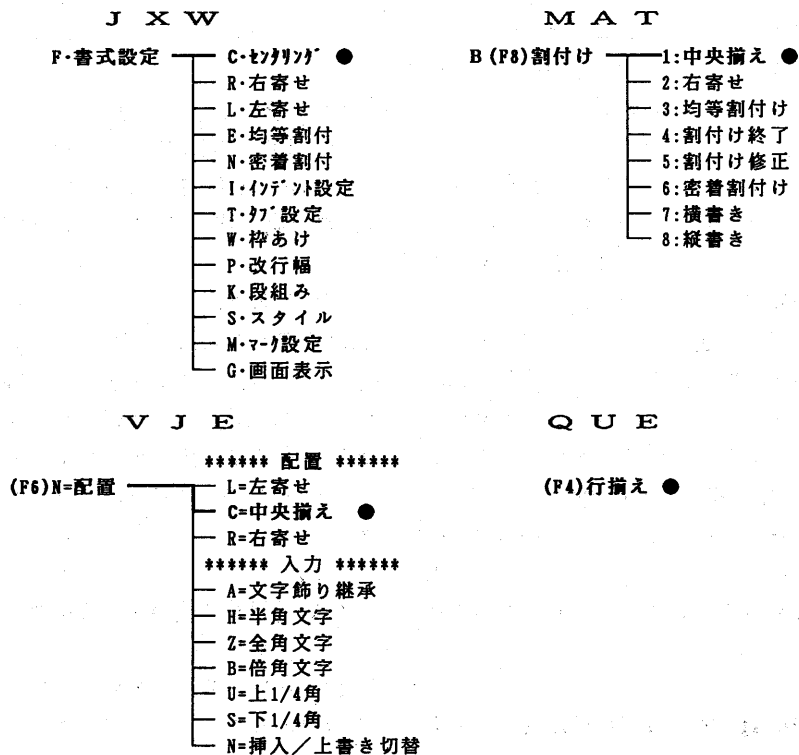 JXW
F・書式設定
C・ｾﾝﾀﾘﾝｸﾞ ●
R・右寄せ
L・左寄せ
E・均等割付
N・密着割付
I・ｲﾝﾃﾞﾝﾄ設定
T・ﾀﾌﾞ設定
W・枠あけ
P・改行幅
K・段組み
S・スタイル
M・ﾏｰｸ設定
G・画面表示
MAT
B(F8)割付け
1:中央揃え ●
2:右寄せ
3:均等割付け
4:割付け終了
5:割付け修正
6:密着割付け
7:横書き
8:縦書き
VJE
(F6)N=配置
****** 配置 ******
L=左寄せ
C=中央揃え ●
R=右寄せ
****** 入力 ******
A=文字飾り継承
H=半角文字
Z=全角文字
B=倍角文字
U=上1/4角
S=下1/4角
N=挿入／上書き切替
QUE
(F4)行揃え ●